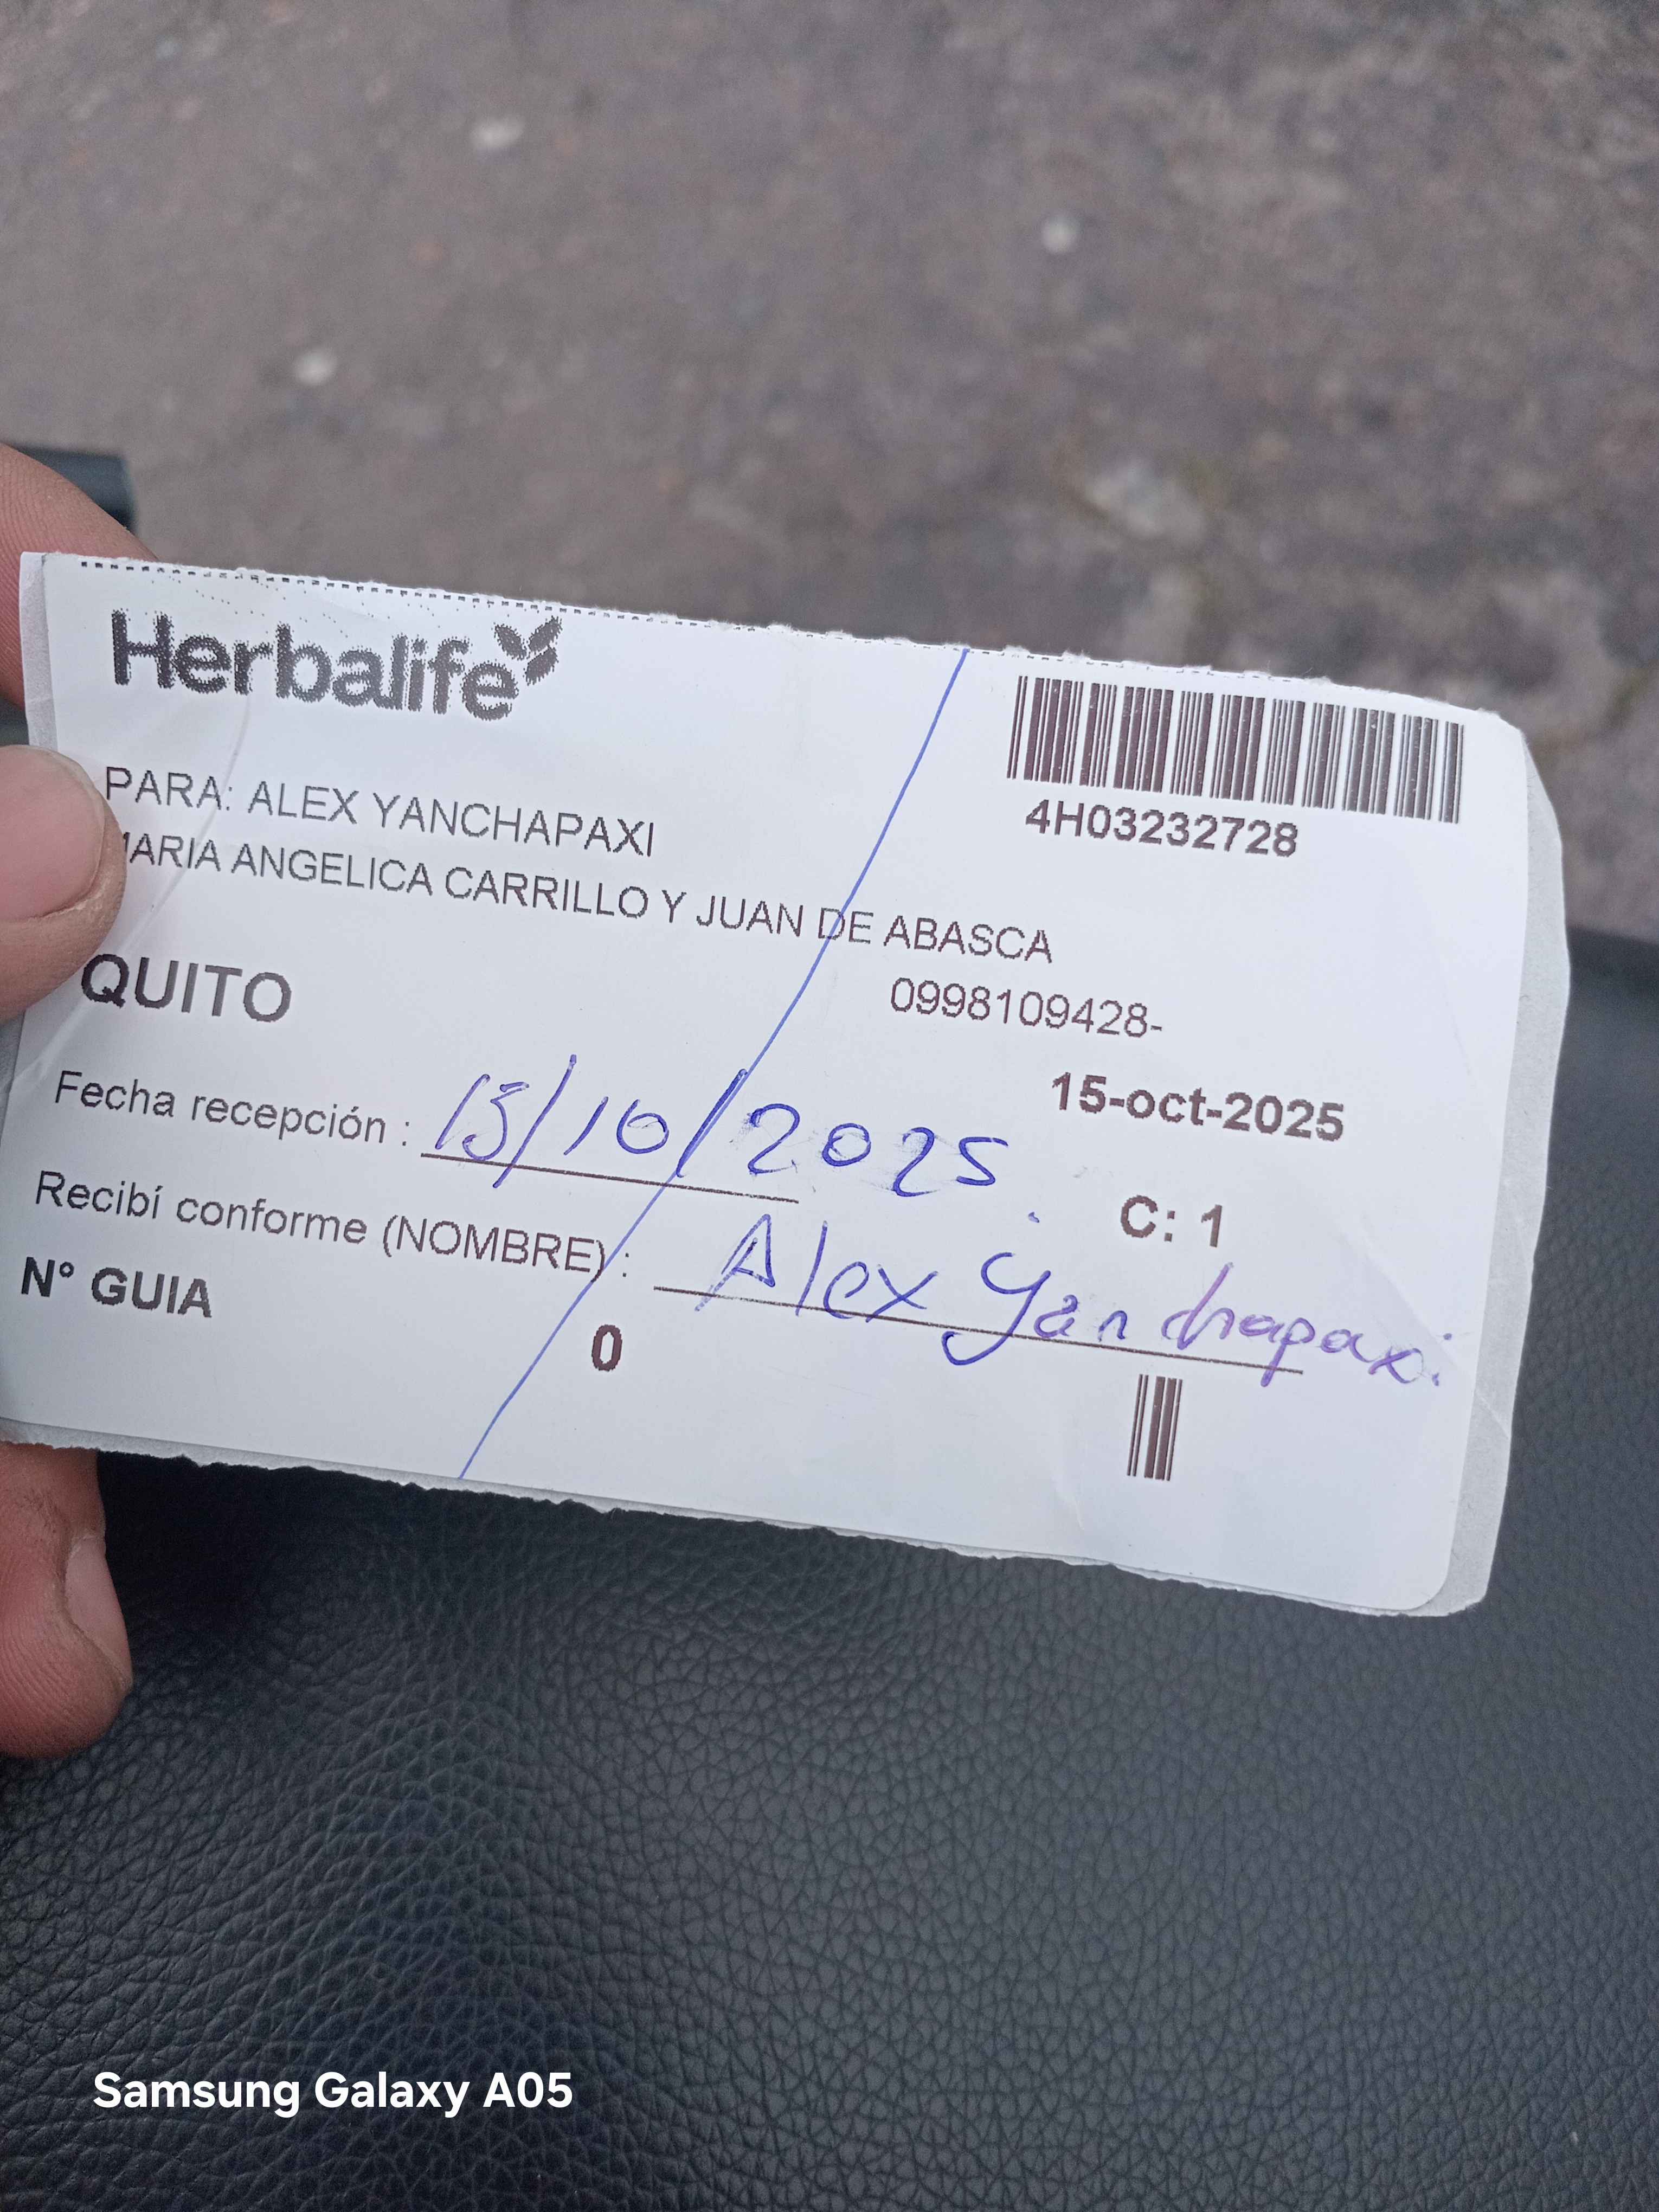 Herbalife
4H03232728
PARA: ALEX YANCHAPAXI
MARIA ANGELICA CARRILLO Y JUAN DE ABASCA
QUITO
0998109428-
15-oct-2025
Fecha recepción : 15/10/2025.
C: 1
Recibí conforme (NOMBRE) : Alex Yanchapaxi
N° GUIA
0
Samsung Galaxy A05